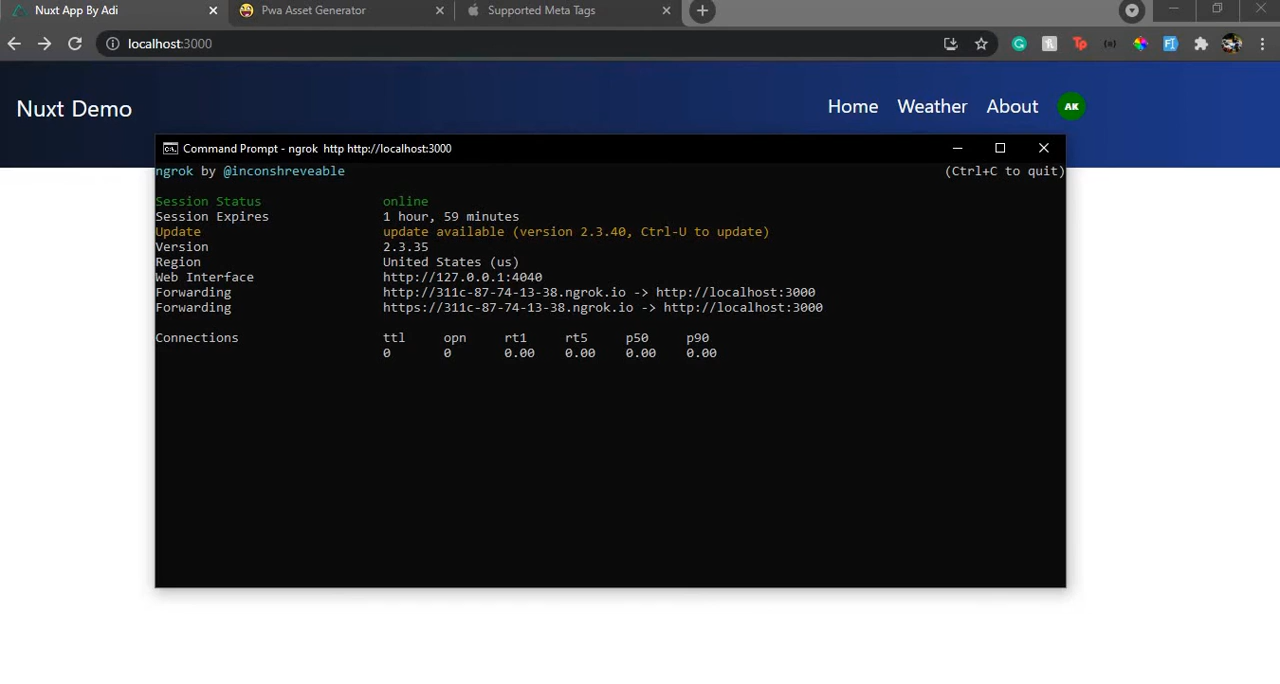 Nuxt App By Adi
Pwa Asset Generator
Supported Meta Tags
localhost:3000
Nuxt Demo
Home Weather About AK
Command Prompt - ngrok http http://localhost:3000
ngrok by @inconshreveable (Ctrl+C to quit)
Session Status online
Session Expires 1 hour, 59 minutes
Update update available (version 2.3.40, Ctrl-U to update)
Version 2.3.35
Region United States (us)
Web Interface http://127.0.0.1:4040
Forwarding http://311c-87-74-13-38.ngrok.io -> http://localhost:3000
Forwarding https://311c-87-74-13-38.ngrok.io -> http://localhost:3000
Connections ttl opn rt1 rt5 p50 p90
0 0 0.00 0.00 0.00 0.00